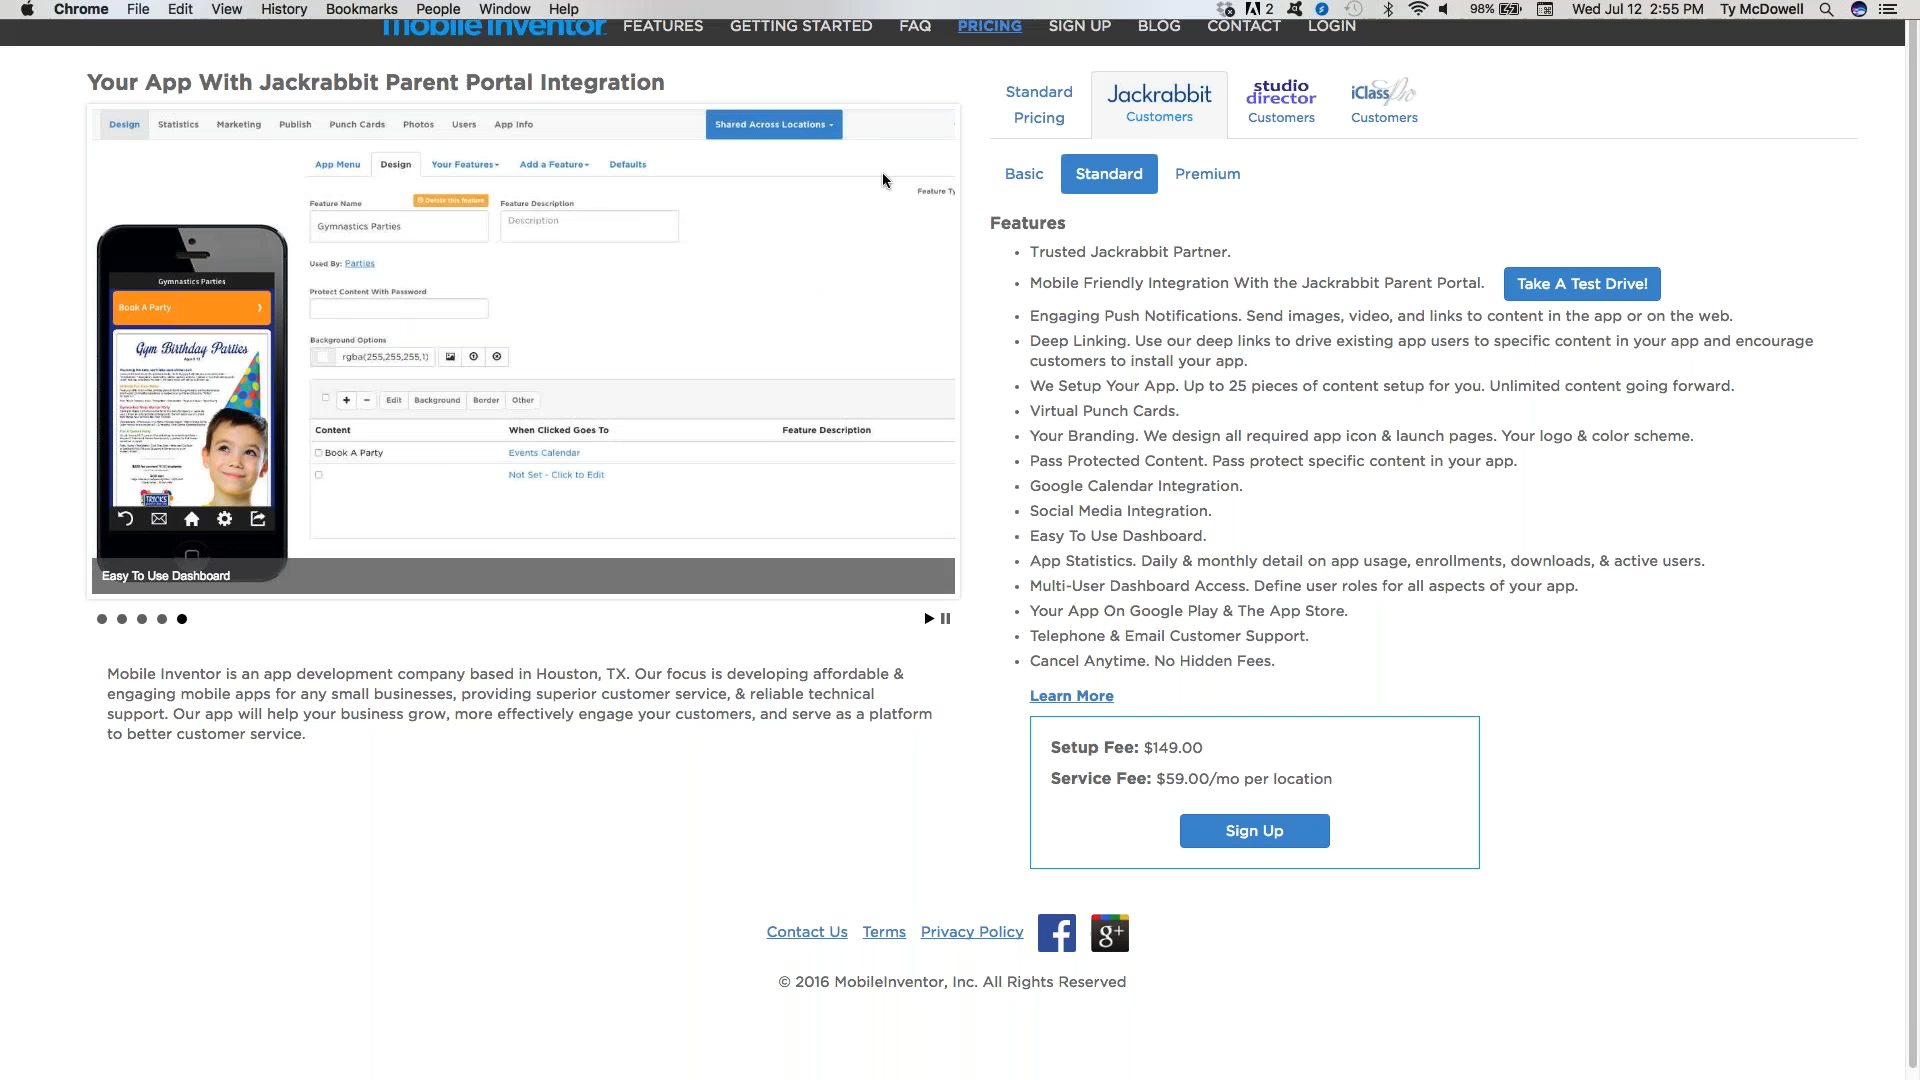 Chrome File Edit View History Bookmarks People Window Help 2 98% Wed Jul 12 2:55 PM Ty McDowell
Mobile Inventor FEATURES GETTING STARTED FAQ PRICING SIGN UP BLOG CONTACT LOGIN
Your App With Jackrabbit Parent Portal Integration
Design Statistics Marketing Publish Punch Cards Photos Users App Info Shared Across Locations
App Menu Design Your Features Add a Feature Defaults
Feature Ty
Feature Name Delete this feature Feature Description
Gymnastics Parties Description
Used By: Parties
Protect Content With Password
Background Options
rgba(255,255,255,1)
+ - Edit Background Border Other
Content When Clicked Goes To Feature Description
Book A Party Events Calendar
Not Set - Click to Edit
Gymnastics Parties
Book A Party
Gym Birthday Parties
TRICKS
Easy To Use Dashboard
Mobile Inventor is an app development company based in Houston, TX. Our focus is developing affordable &
engaging mobile apps for any small businesses, providing superior customer service, & reliable technical
support. Our app will help your business grow, more effectively engage your customers, and serve as a platform
to better customer service.
Standard Pricing
Jackrabbit Customers
studio director Customers
iClassPro Customers
Basic Standard Premium
Features
• Trusted Jackrabbit Partner.
• Mobile Friendly Integration With the Jackrabbit Parent Portal. Take A Test Drive!
• Engaging Push Notifications. Send images, video, and links to content in the app or on the web.
• Deep Linking. Use our deep links to drive existing app users to specific content in your app and encourage
customers to install your app.
• We Setup Your App. Up to 25 pieces of content setup for you. Unlimited content going forward.
• Virtual Punch Cards.
• Your Branding. We design all required app icon & launch pages. Your logo & color scheme.
• Pass Protected Content. Pass protect specific content in your app.
• Google Calendar Integration.
• Social Media Integration.
• Easy To Use Dashboard.
• App Statistics. Daily & monthly detail on app usage, enrollments, downloads, & active users.
• Multi-User Dashboard Access. Define user roles for all aspects of your app.
• Your App On Google Play & The App Store.
• Telephone & Email Customer Support.
• Cancel Anytime. No Hidden Fees.
Learn More
Setup Fee: $149.00
Service Fee: $59.00/mo per location
Sign Up
Contact Us Terms Privacy Policy f g+
© 2016 MobileInventor, Inc. All Rights Reserved